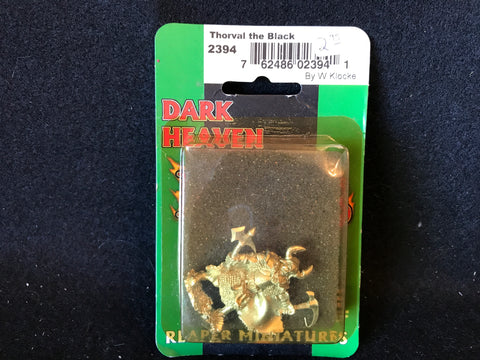 Thorval the Black
2394
7 62486 02394 1
By W Klocke
DARK
HEAVEN
REAPER MINIATURES